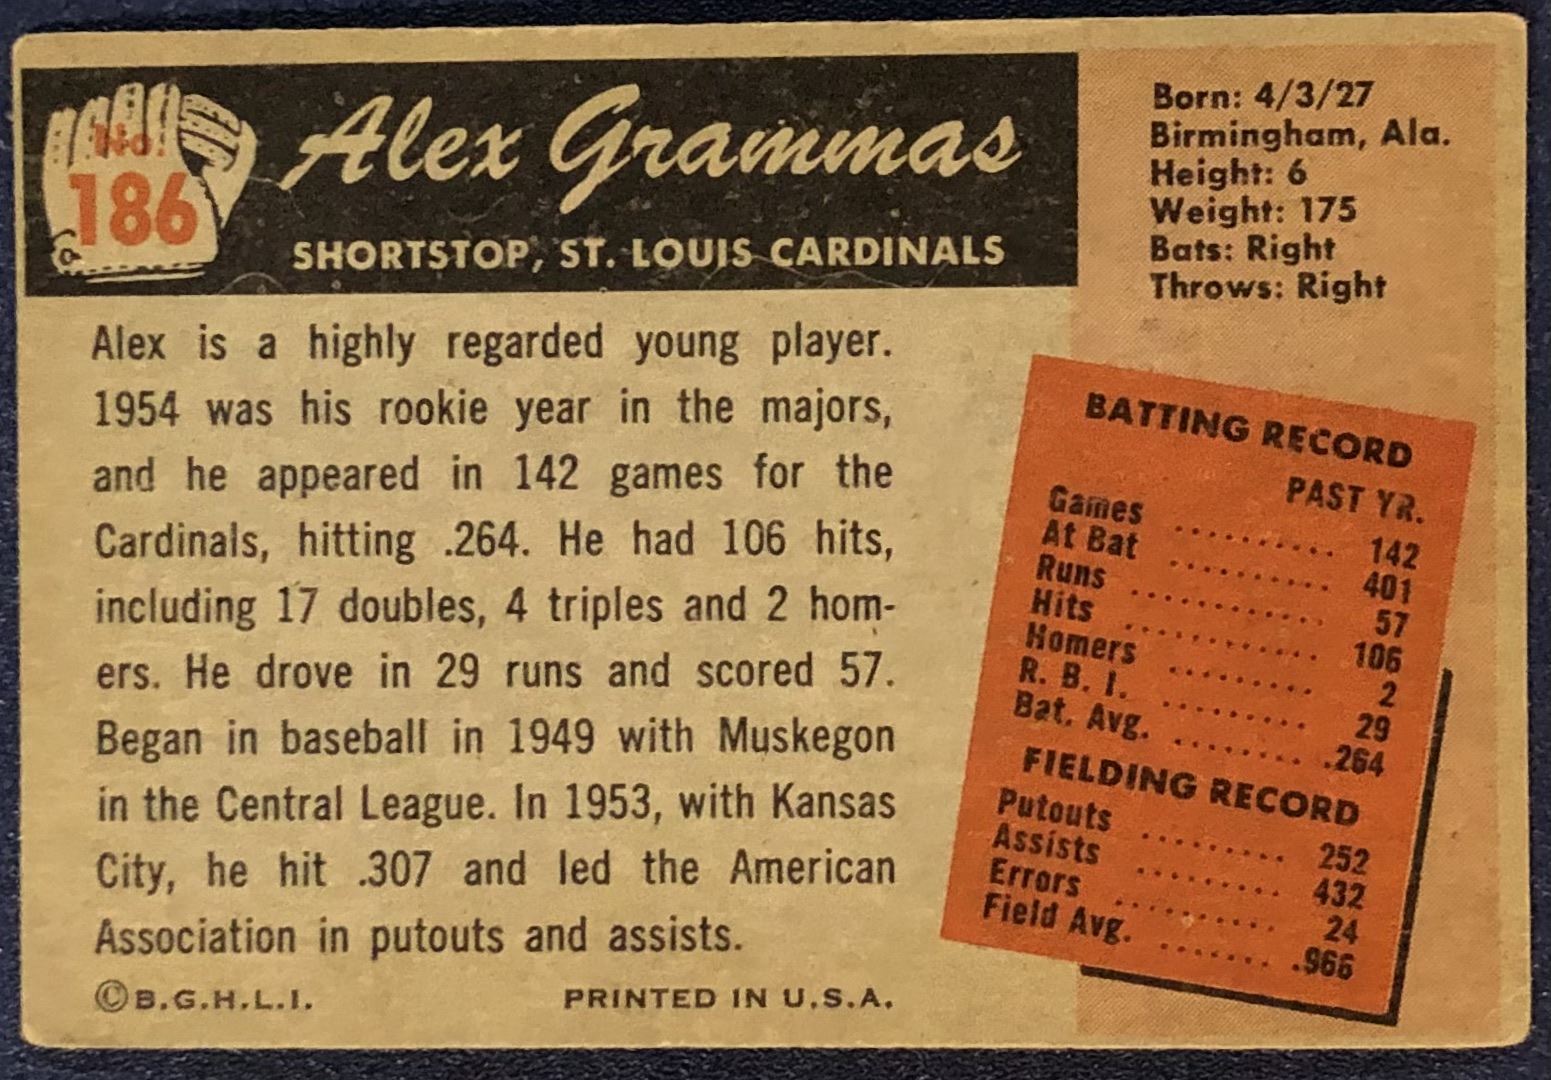 No.
186
Alex Grammas
SHORTSTOP, ST. LOUIS CARDINALS
Born: 4/3/27
Birmingham, Ala.
Height: 6
Weight: 175
Bats: Right
Throws: Right
Alex is a highly regarded young player.
1954 was his rookie year in the majors,
and he appeared in 142 games for the
Cardinals, hitting .264. He had 106 hits,
including 17 doubles, 4 triples and 2 hom-
ers. He drove in 29 runs and scored 57.
Began in baseball in 1949 with Muskegon
in the Central League. In 1953, with Kansas
City, he hit .307 and led the American
Association in putouts and assists.
©B.G.H.L.I. PRINTED IN U.S.A.
BATTING RECORD
PAST YR.
Games .......... 142
At Bat .......... 401
Runs ............ 57
Hits ............ 106
Homers ......... 2
R. B. I. ......... 29
Bat. Avg. ........ .264
FIELDING RECORD
Putouts ......... 252
Assists ......... 432
Errors .......... 24
Field Avg. ....... .966